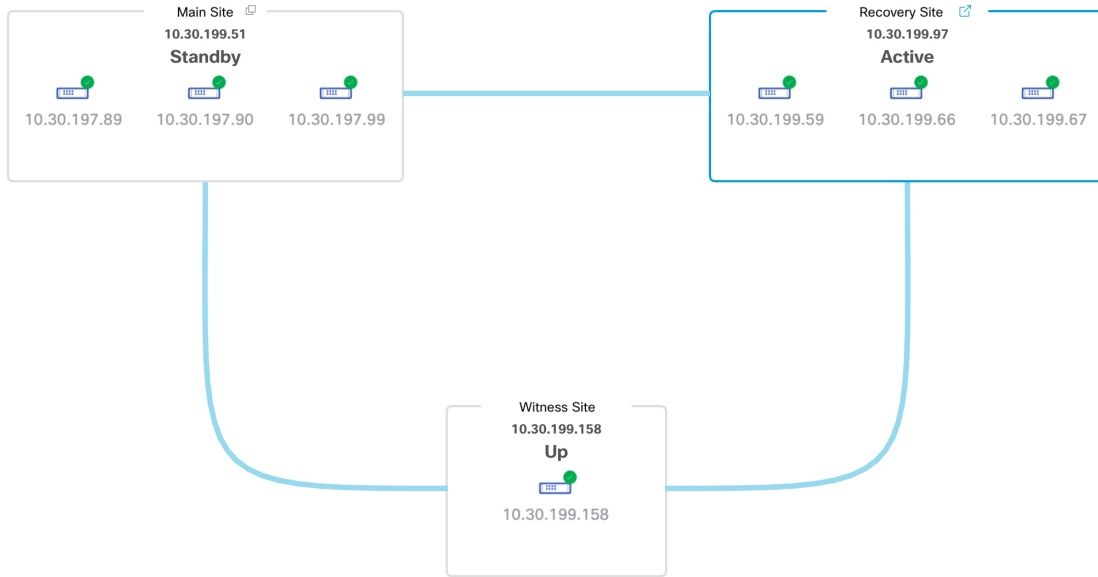 Main Site
10.30.199.51
Standby
10.30.197.89 10.30.197.90 10.30.197.99
Recovery Site
10.30.199.97
Active
10.30.199.59 10.30.199.66 10.30.199.67
Witness Site
10.30.199.158
Up
10.30.199.158